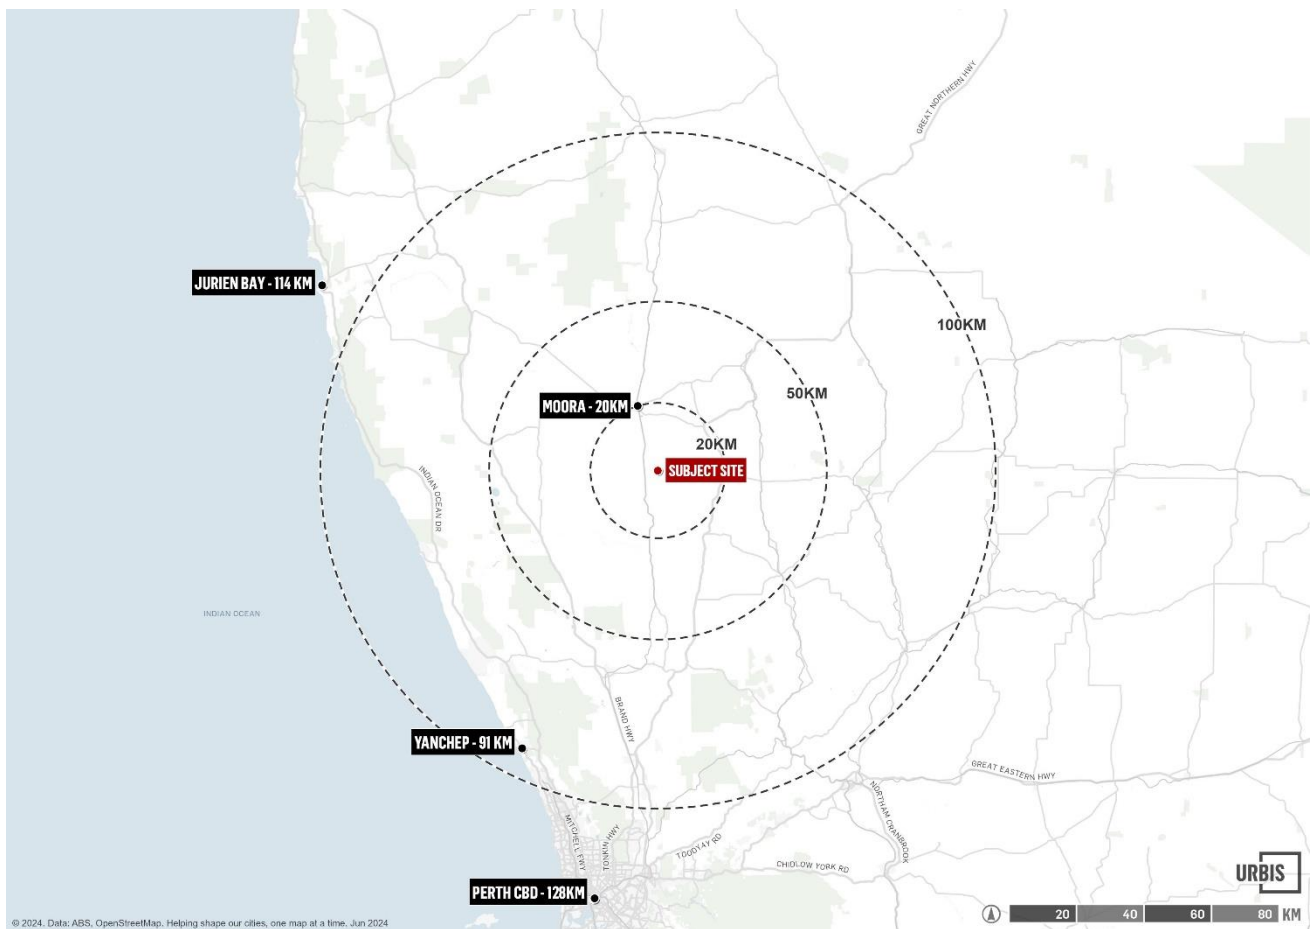 GREAT NORTHERN HWY
JURIEN BAY - 114 KM
100KM
50KM
MOORA - 20KM
20KM
SUBJECT SITE
INDIAN OCEAN DR
INDIAN OCEAN
BRAND HWY
YANCHEP - 91 KM
GREAT EASTERN HWY
NORTHAM CRANBROOK
MITCHELL FWY
TONKIN HWY
TOODYAY RD
CHIDLOW YORK RD
PERTH CBD - 128KM
URBIS
20 40 60 80 KM
© 2024. Data: ABS, OpenStreetMap. Helping shape our cities, one map at a time. Jun 2024